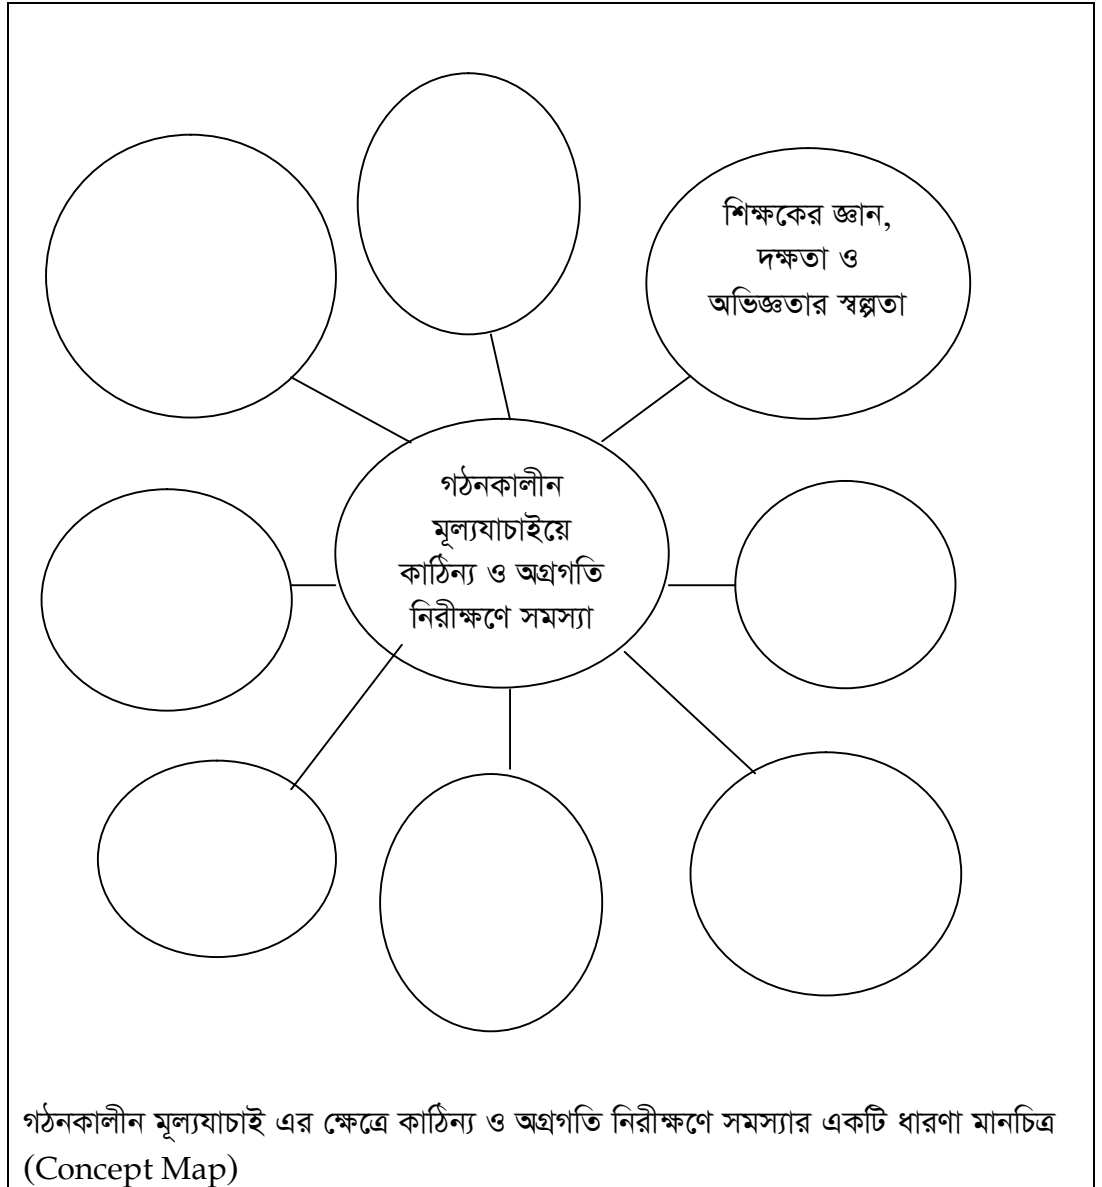 শিক্ষকের জ্ঞান,
দক্ষতা ও
অভিজ্ঞতার স্বল্পতা
গঠনকালীন
মূল্যযাচাইয়ে
কাঠিন্য ও অগ্রগতি
নিরীক্ষণে সমস্যা
গঠনকালীন মূল্যযাচাই এর ক্ষেত্রে কাঠিন্য ও অগ্রগতি নিরীক্ষণে সমস্যার একটি ধারণা মানচিত্র
(Concept Map)